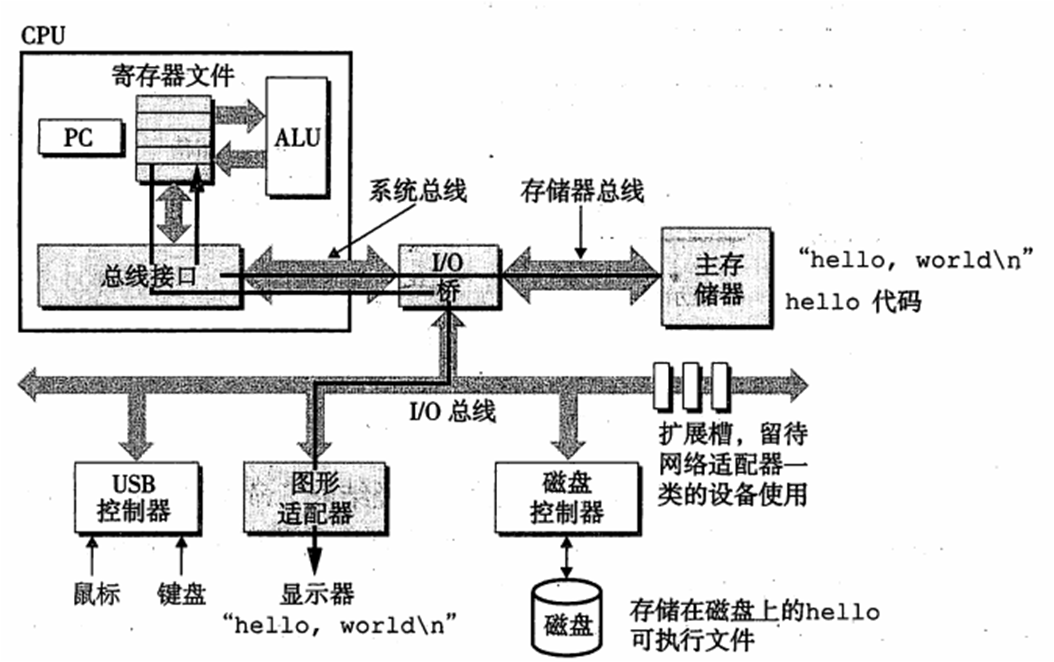 CPU
寄存器文件
PC
ALU
系统总线
存储器总线
总线接口
I/O
桥
主存
储器
“hello, world\n”
hello 代码
I/O 总线
扩展槽，留待
网络适配器一
类的设备使用
USB
控制器
图形
适配器
磁盘
控制器
鼠标
键盘
显示器
“hello, world\n”
磁盘
存储在磁盘上的hello
可执行文件